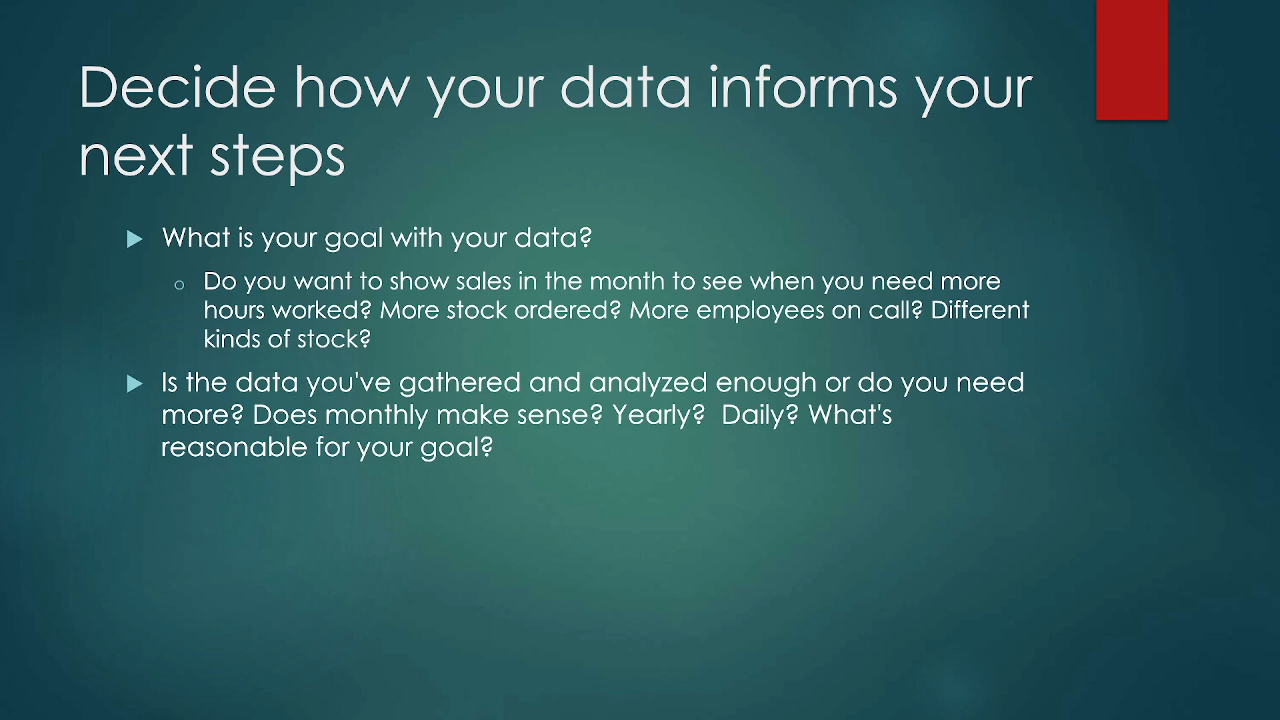 Decide how your data informs your
next steps
What is your goal with your data?
Do you want to show sales in the month to see when you need more
hours worked? More stock ordered? More employees on call? Different
kinds of stock?
Is the data you've gathered and analyzed enough or do you need
more? Does monthly make sense? Yearly?  Daily? What's
reasonable for your goal?